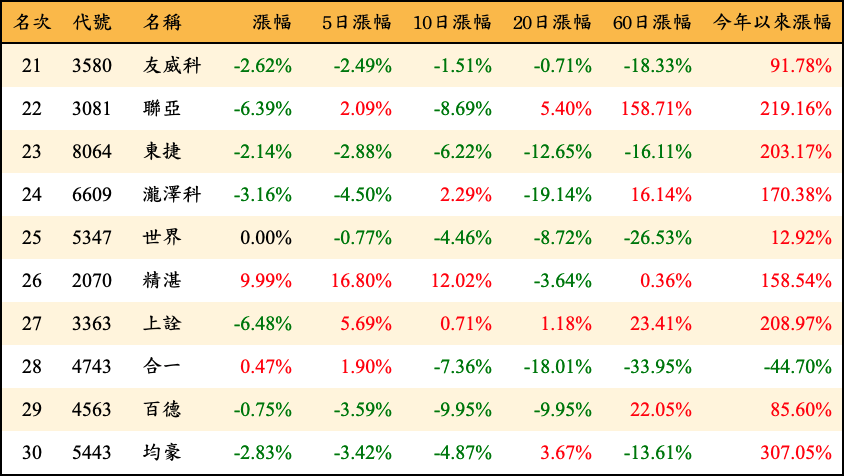 名次 代號 名稱 漲幅 5日漲幅 10日漲幅 20日漲幅 60日漲幅 今年以來漲幅
21 3580 友威科 -2.62% -2.49% -1.51% -0.71% -18.33% 91.78%
22 3081 聯亞 -6.39% 2.09% -8.69% 5.40% 158.71% 219.16%
23 8064 東捷 -2.14% -2.88% -6.22% -12.65% -16.11% 203.17%
24 6609 瀧澤科 -3.16% -4.50% 2.29% -19.14% 16.14% 170.38%
25 5347 世界 0.00% -0.77% -4.46% -8.72% -26.53% 12.92%
26 2070 精湛 9.99% 16.80% 12.02% -3.64% 0.36% 158.54%
27 3363 上詮 -6.48% 5.69% 0.71% 1.18% 23.41% 208.97%
28 4743 合一 0.47% 1.90% -7.36% -18.01% -33.95% -44.70%
29 4563 百德 -0.75% -3.59% -9.95% -9.95% 22.05% 85.60%
30 5443 均豪 -2.83% -3.42% -4.87% 3.67% -13.61% 307.05%